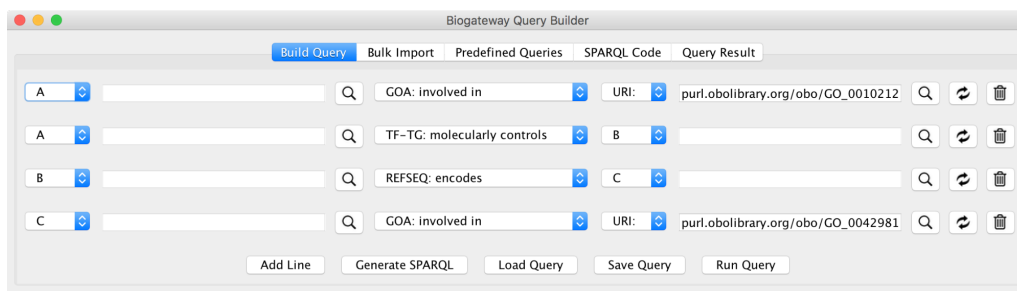 Biogateway Query Builder
Build Query Bulk Import Predefined Queries SPARQL Code Query Result
A GOA: involved in URI: purl.obolibrary.org/obo/GO_0010212
A TF-TG: molecularly controls B
B REFSEQ: encodes C
C GOA: involved in URI: purl.obolibrary.org/obo/GO_0042981
Add Line Generate SPARQL Load Query Save Query Run Query